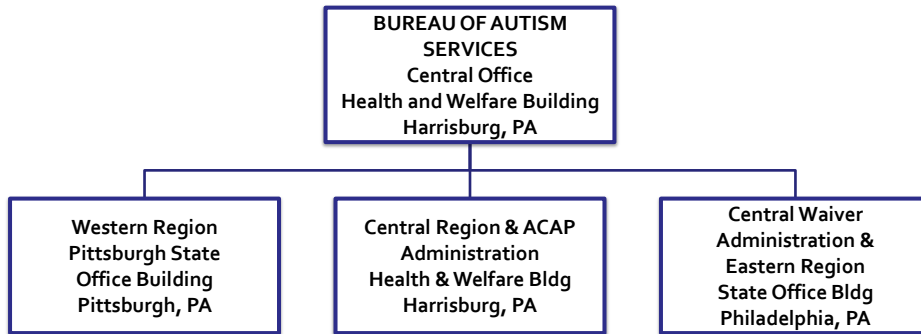 BUREAU OF AUTISM
SERVICES
Central Office
Health and Welfare Building
Harrisburg, PA
Western Region
Pittsburgh State
Office Building
Pittsburgh, PA
Central Region & ACAP
Administration
Health & Welfare Bldg
Harrisburg, PA
Central Waiver
Administration &
Eastern Region
State Office Bldg
Philadelphia, PA